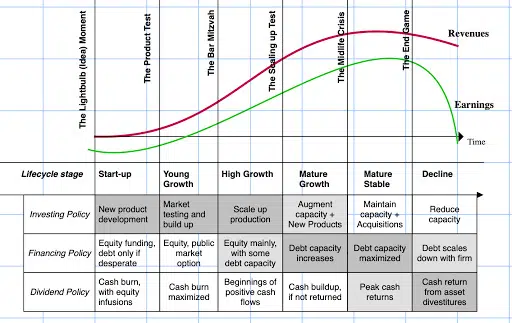 The Lightbulb (Idea) Moment
The Product Test
The Bar Mitzvah
The Scaling up Test
The Midlife Crisis
The End Game
Revenues
Earnings
Time
Lifecycle stage
Start-up
Young
Growth
High Growth
Mature
Growth
Mature
Stable
Decline
Investing Policy
New product
development
Market
testing and
build up
Scale up
production
Augment
capacity +
New Products
Maintain
capacity +
Acquisitions
Reduce
capacity
Financing Policy
Equity funding,
debt only if
desperate
Equity, public
market
option
Equity mainly,
with some
debt capacity
Debt capacity
increases
Debt capacity
maximized
Debt scales
down with firm
Dividend Policy
Cash burn,
with equity
infusions
Cash burn
maximized
Beginnings of
positive cash
flows
Cash buildup,
if not returned
Peak cash
returns
Cash return
from asset
divestitures